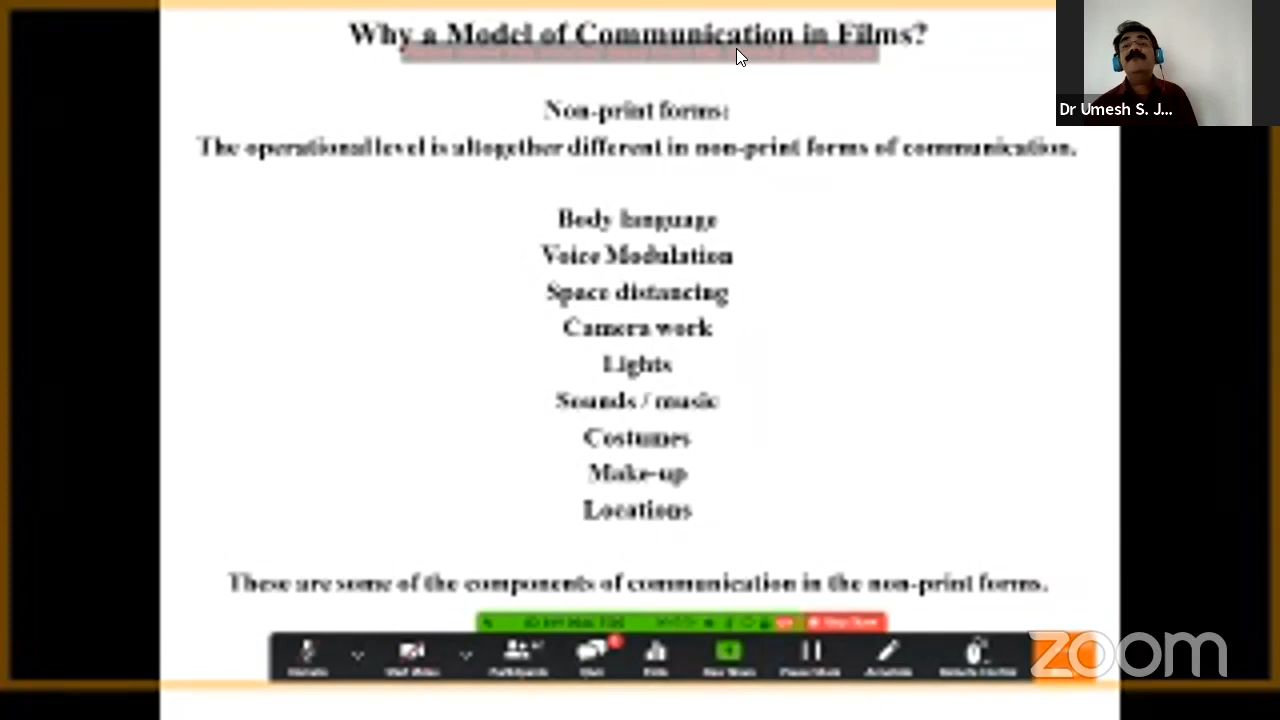 Why a Model of Communication in Films?
Dr Umesh S. J...
Non-print forms:
The operational level is altogether different in non-print forms of communication.
Body language
Voice Modulation
Space distancing
Camera work
Lights
Sounds / music
Costumes
Make-up
Locations
These are some of the components of communication in the non-print forms.
Participants
zoom